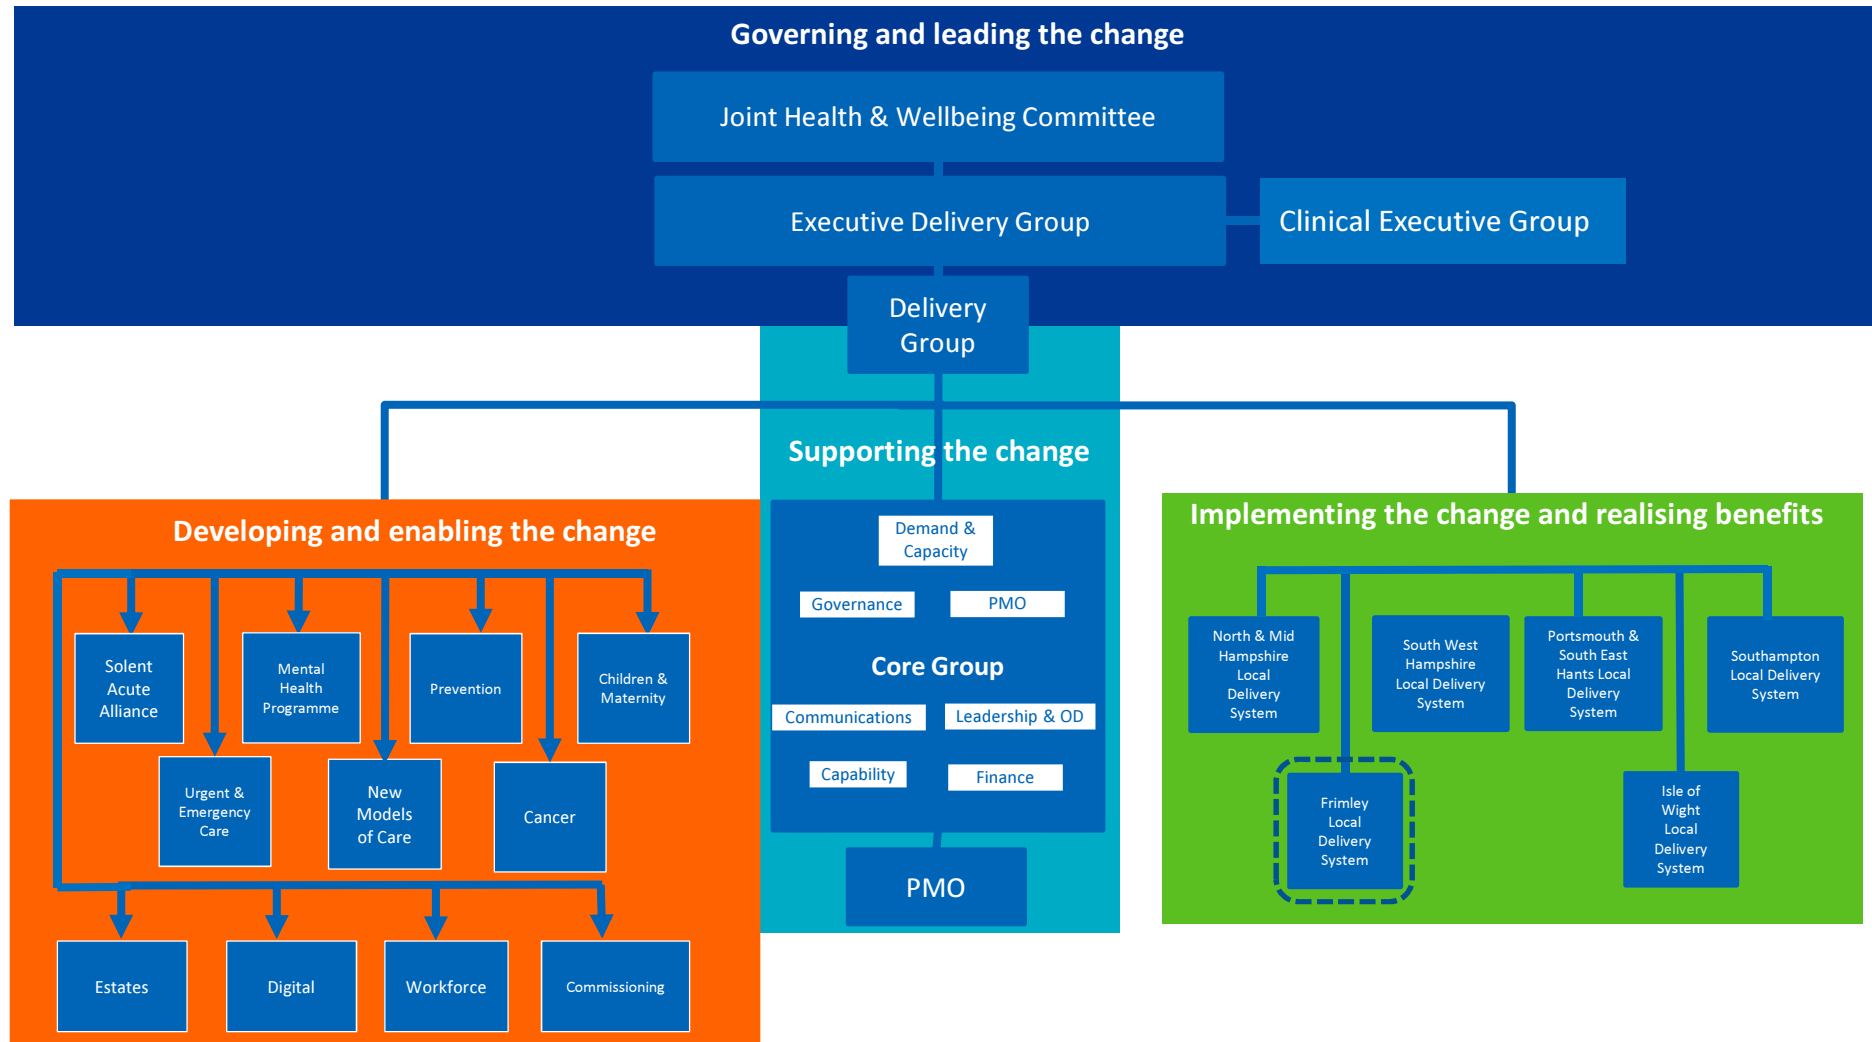 Governing and leading the change
Joint Health & Wellbeing Committee
Executive Delivery Group
Clinical Executive Group
Delivery
Group
Supporting the change
Developing and enabling the change
Solent
Acute
Alliance
Mental
Health
Programme
Prevention
Children &
Maternity
Urgent &
Emergency
Care
New
Models
of Care
Cancer
Estates
Digital
Workforce
Commissioning
Demand &
Capacity
Governance
PMO
Core Group
Communications
Leadership & OD
Capability
Finance
PMO
Implementing the change and realising benefits
North & Mid
Hampshire
Local
Delivery
System
South West
Hampshire
Local Delivery
System
Portsmouth &
South East
Hants Local
Delivery
System
Southampton
Local Delivery
System
Frimley
Local
Delivery
System
Isle of
Wight
Local
Delivery
System